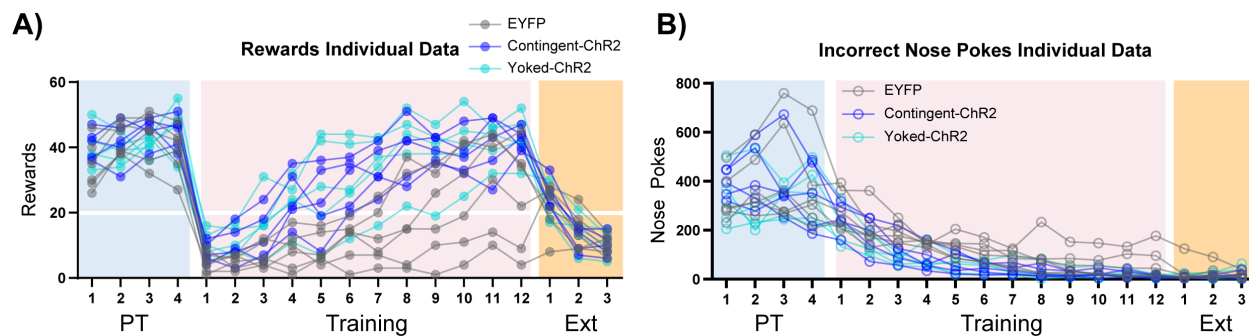 A)
Rewards Individual Data
EYFP
Contingent-ChR2
Yoked-ChR2
Rewards
60
40
20
0
1 2 3 4 1 2 3 4 5 6 7 8 9 10 11 12 1 2 3
PT Training Ext
B)
Incorrect Nose Pokes Individual Data
EYFP
Contingent-ChR2
Yoked-ChR2
Nose Pokes
800
600
400
200
0
1 2 3 4 1 2 3 4 5 6 7 8 9 10 11 12 1 2 3
PT Training Ext